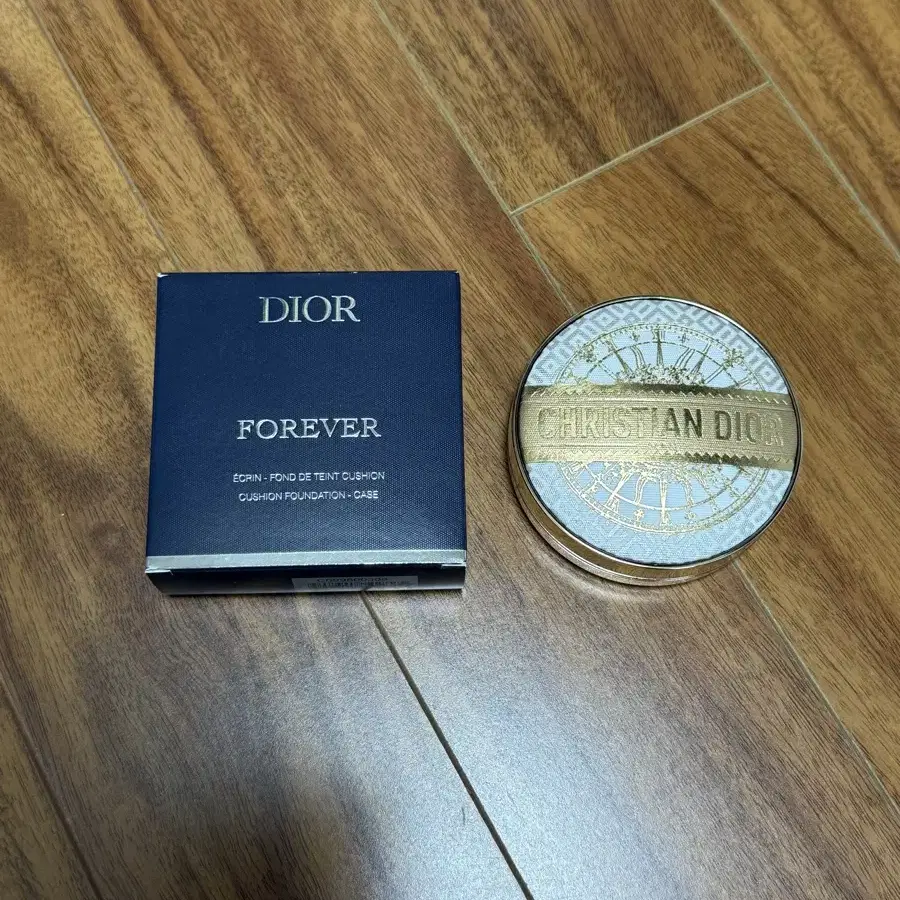 DIOR
FOREVER
ÉCRIN - FOND DE TEINT CUSHION
CUSHION FOUNDATION - CASE
CHRISTIAN DIOR